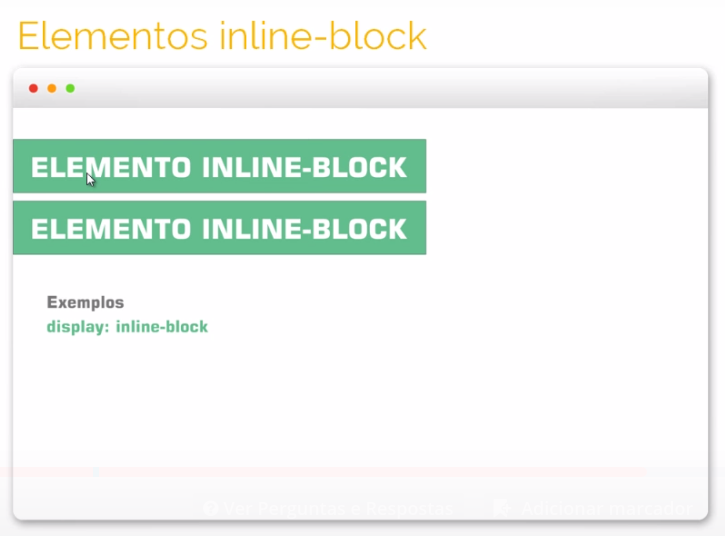 Elementos inline-block
ELEMENTO INLINE-BLOCK
ELEMENTO INLINE-BLOCK
Exemplos
display: inline-block
Ver Perguntas e Respostas
Adicionar marcador